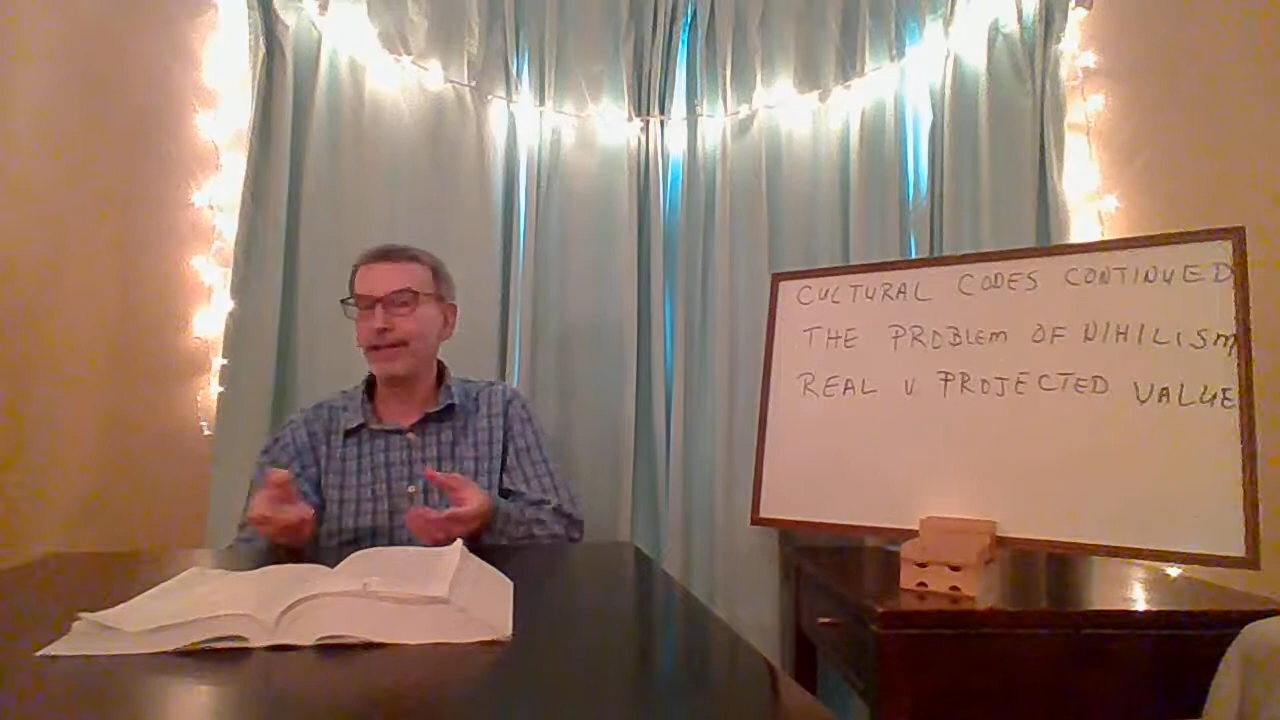 CULTURAL CODES CONTINUED
THE PROBLEM OF NIHILISM
REAL V PROJECTED VALUE